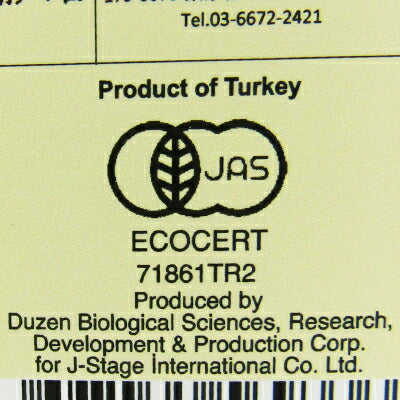 Tel.03-6672-2421
Product of Turkey
JAS
ECOCERT
71861TR2
Produced by
Duzen Biological Sciences, Research,
Development & Production Corp.
for J-Stage International Co. Ltd.